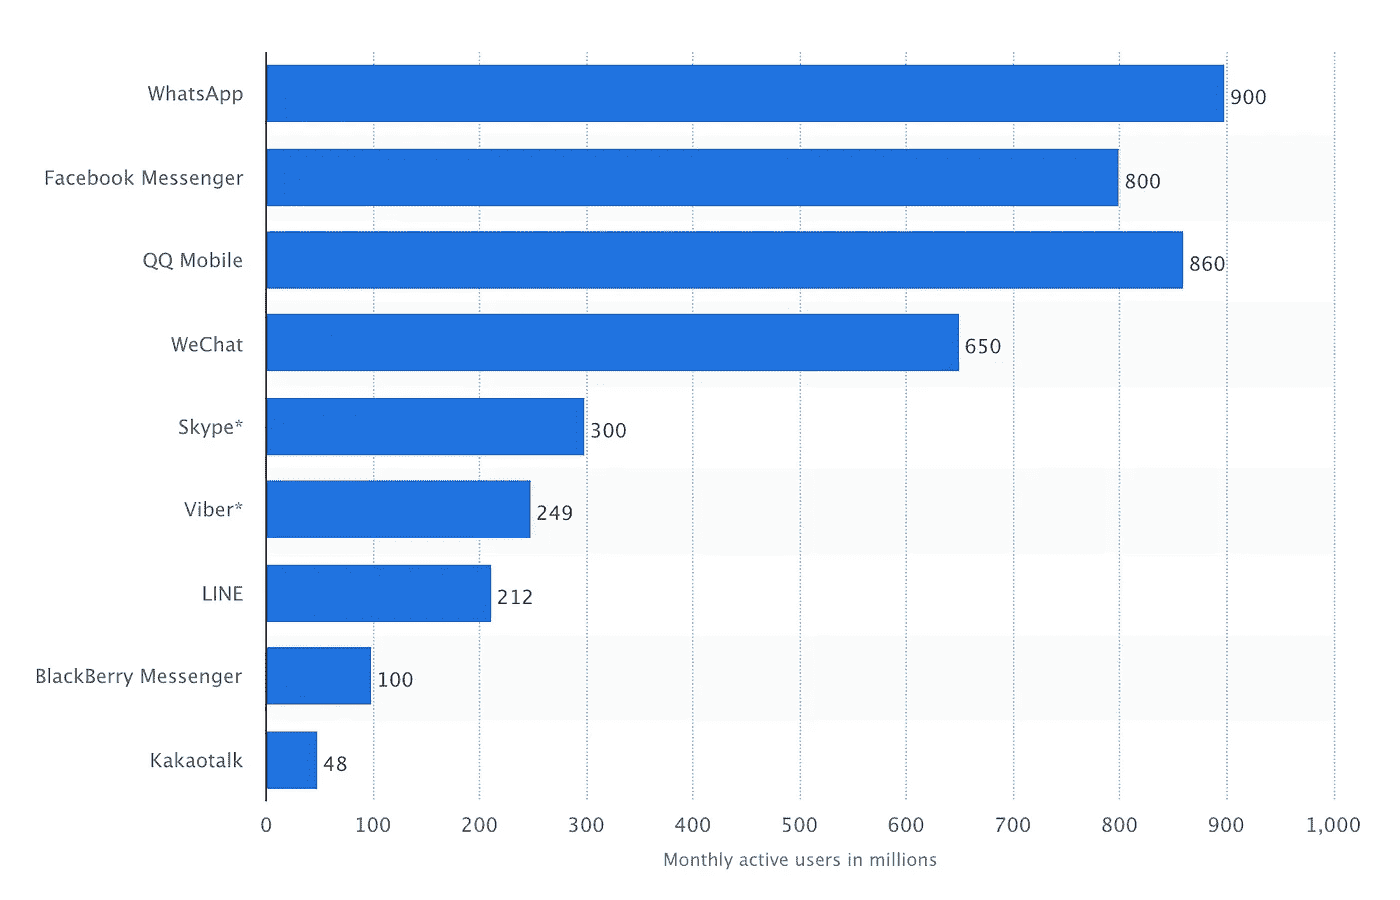 WhatsApp 900
Facebook Messenger 800
QQ Mobile 860
WeChat 650
Skype* 300
Viber* 249
LINE 212
BlackBerry Messenger 100
Kakaotalk 48
0 100 200 300 400 500 600 700 800 900 1,000
Monthly active users in millions